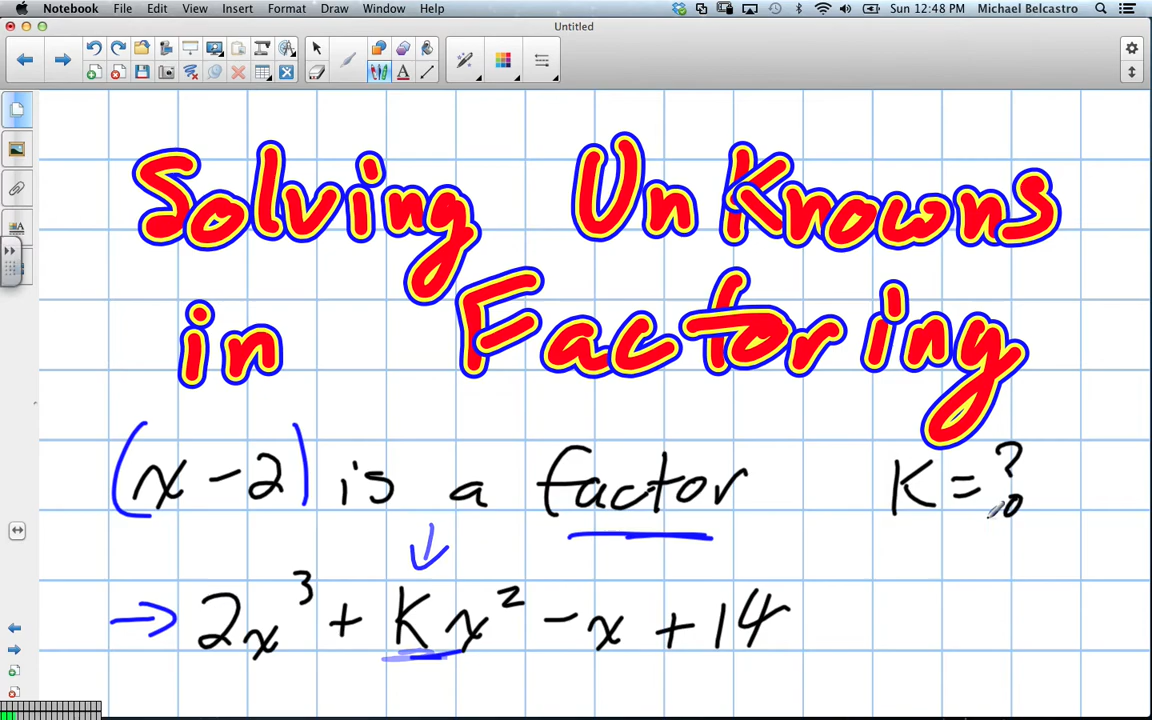 Notebook File Edit View Insert Format Draw Window Help Sun 12:48 PM Michael Belcastro
Untitled
Solving UnKnowns
in Factoring
(x - 2) is a factor K = ?
→ 2x³ + Kx² - x + 14